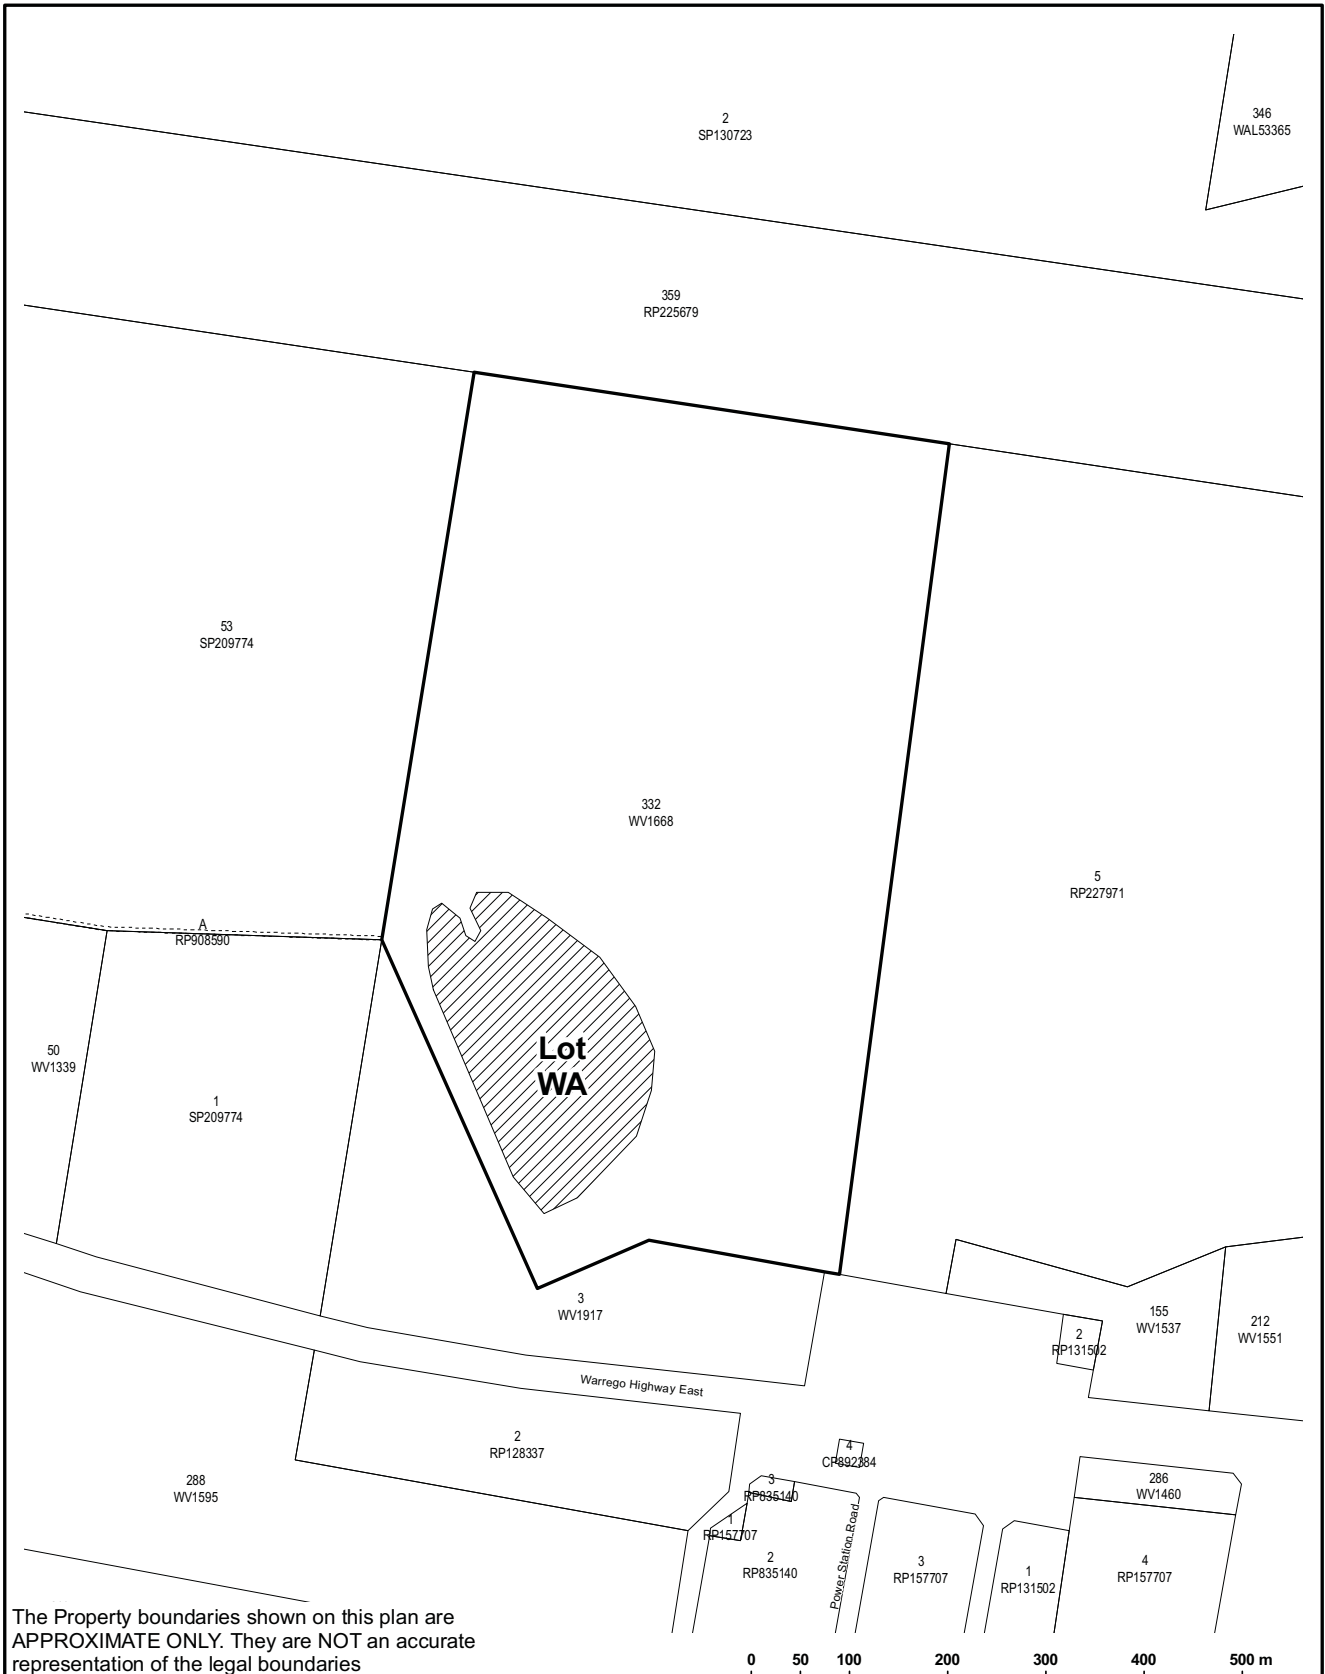 2
SP130723
346
WAL53365
359
RP225679
53
SP209774
332
WV1668
5
RP227971
A
RP908590
Lot
WA
50
WV1339
1
SP209774
3
WV1917
155
WV1537
212
WV1551
2
RP131502
Warrego Highway East
2
RP128337
4
CP892384
288
WV1595
3
RP835140
286
WV1460
1
RP157707
2
RP835140
Power Station Road
3
RP157707
1
RP131502
4
RP157707
The Property boundaries shown on this plan are
APPROXIMATE ONLY. They are NOT an accurate
representation of the legal boundaries
0 50 100 200 300 400 500 m